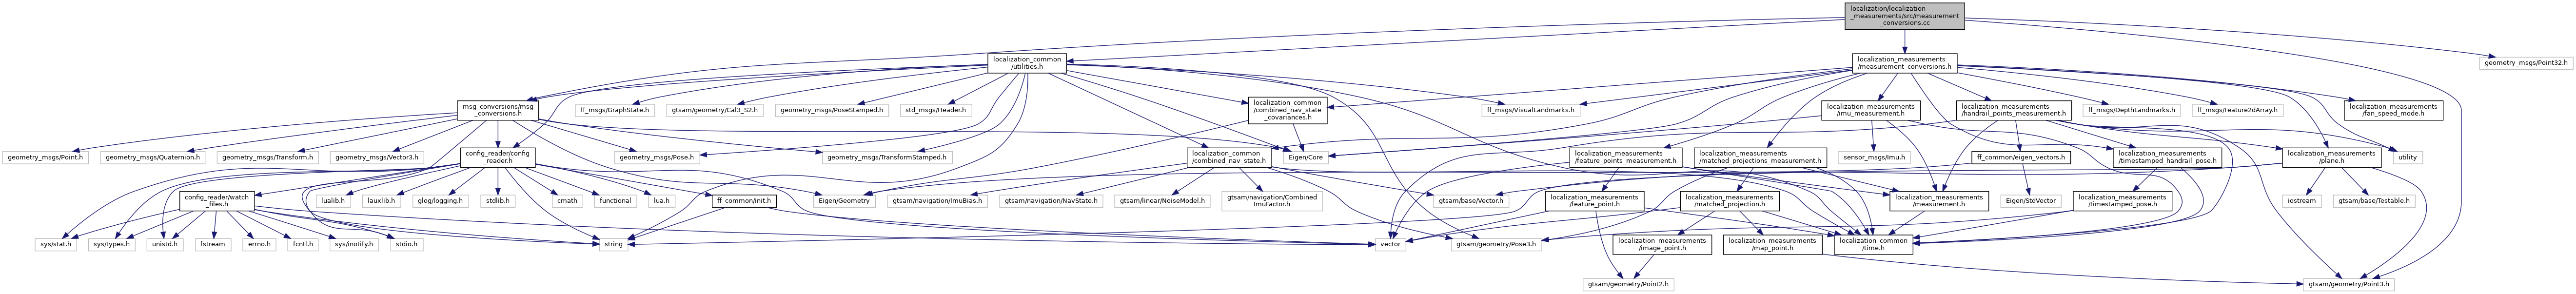 localization/localization
_measurements/src/measurement
_conversions.cc
localization_common
/utilities.h
localization_measurements
/measurement_conversions.h
geometry_msgs/Point32.h
msg_conversions/msg
_conversions.h
ff_msgs/GraphState.h
gtsam/geometry/Cal3_S2.h
geometry_msgs/PoseStamped.h
std_msgs/Header.h
localization_common
/combined_nav_state
_covariances.h
ff_msgs/VisualLandmarks.h
localization_measurements
/imu_measurement.h
localization_measurements
/handrail_points_measurement.h
ff_msgs/DepthLandmarks.h
ff_msgs/Feature2dArray.h
localization_measurements
/fan_speed_mode.h
geometry_msgs/Point.h
geometry_msgs/Quaternion.h
geometry_msgs/Transform.h
geometry_msgs/Vector3.h
config_reader/config
_reader.h
geometry_msgs/Pose.h
geometry_msgs/TransformStamped.h
localization_common
/combined_nav_state.h
Eigen/Core
localization_measurements
/feature_points_measurement.h
localization_measurements
/matched_projections_measurement.h
sensor_msgs/Imu.h
ff_common/eigen_vectors.h
localization_measurements
/timestamped_handrail_pose.h
localization_measurements
/plane.h
utility
config_reader/watch
_files.h
lualib.h
lauxlib.h
glog/logging.h
stdlib.h
cmath
functional
lua.h
ff_common/init.h
Eigen/Geometry
gtsam/navigation/ImuBias.h
gtsam/navigation/NavState.h
gtsam/linear/NoiseModel.h
gtsam/navigation/Combined
ImuFactor.h
gtsam/base/Vector.h
localization_measurements
/feature_point.h
localization_measurements
/matched_projection.h
localization_measurements
/measurement.h
Eigen/StdVector
localization_measurements
/timestamped_pose.h
iostream
gtsam/base/Testable.h
sys/stat.h
sys/types.h
unistd.h
fstream
errno.h
fcntl.h
sys/inotify.h
stdio.h
string
vector
gtsam/geometry/Pose3.h
localization_measurements
/image_point.h
localization_measurements
/map_point.h
localization_common
/time.h
gtsam/geometry/Point2.h
gtsam/geometry/Point3.h